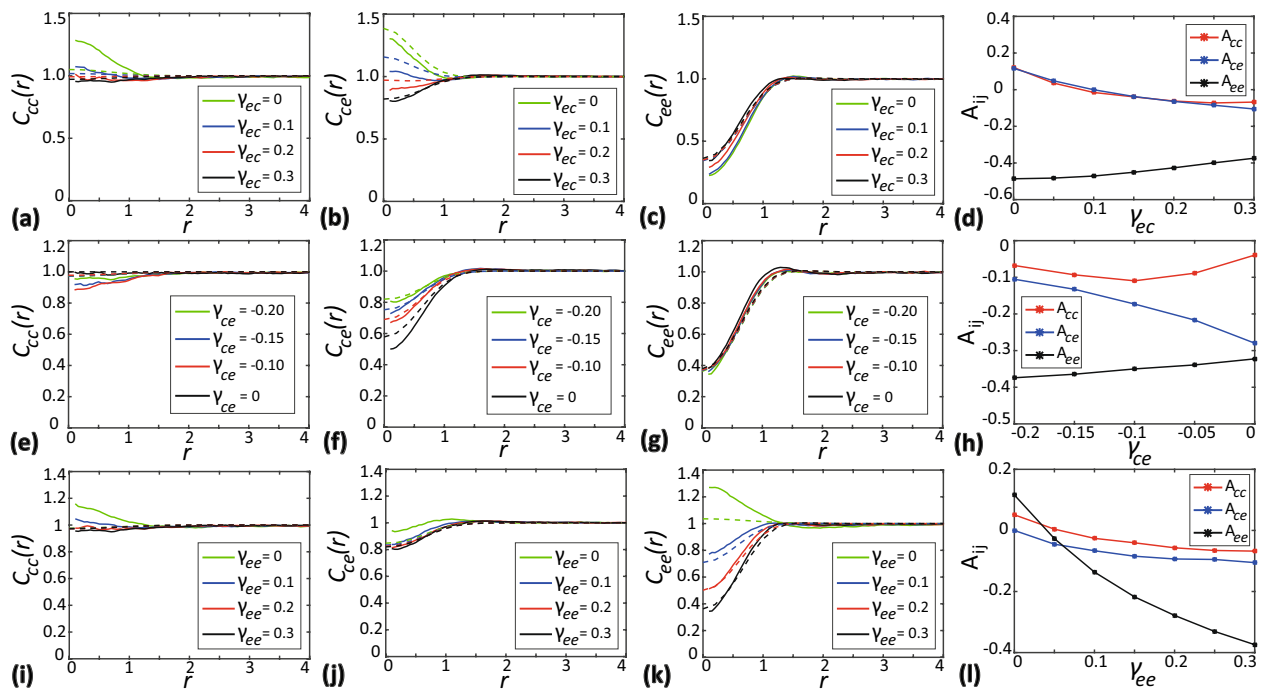 1.5
C_cc(r)
1.0
0.5
0
γ_ec = 0
γ_ec = 0.1
γ_ec = 0.2
γ_ec = 0.3
0 1 2 3 4
(a) r
1.5
C_ce(r)
1.0
0.5
0
γ_ec = 0
γ_ec = 0.1
γ_ec = 0.2
γ_ec = 0.3
0 1 2 3 4
(b) r
1.5
C_ee(r)
1.0
0.5
0
γ_ec = 0
γ_ec = 0.1
γ_ec = 0.2
γ_ec = 0.3
0 1 2 3 4
(c) r
0.4
0.2
A_ij
0
-0.2
-0.4
-0.6
A_cc
A_ce
A_ee
0 0.1 0.2 0.3
(d) γ_ec
1.2
1.0
C_cc(r)
0.8
0.6
0.4
0.2
0
γ_ce = -0.20
γ_ce = -0.15
γ_ce = -0.10
γ_ce = 0
0 1 2 3 4
(e) r
1.2
1.0
C_ce(r)
0.8
0.6
0.4
0.2
0
γ_ce = -0.20
γ_ce = -0.15
γ_ce = -0.10
γ_ce = 0
0 1 2 3 4
(f) r
1.2
1.0
C_ee(r)
0.8
0.6
0.4
0.2
0
γ_ce = -0.20
γ_ce = -0.15
γ_ce = -0.10
γ_ce = 0
0 1 2 3 4
(g) r
0
-0.1
A_ij
-0.2
-0.3
-0.4
-0.5
A_cc
A_ce
A_ee
-0.2 -0.15 -0.1 -0.05 0
(h) γ_ce
1.4
1.2
C_cc(r)
1
0.8
0.6
0.4
0.2
0
γ_ee = 0
γ_ee = 0.1
γ_ee = 0.2
γ_ee = 0.3
0 1 2 3 4
(i) r
1.4
1.2
C_ce(r)
1
0.8
0.6
0.4
0.2
0
γ_ee = 0
γ_ee = 0.1
γ_ee = 0.2
γ_ee = 0.3
0 1 2 3 4
(j) r
1.4
1.2
C_ee(r)
1
0.8
0.6
0.4
0.2
0
γ_ee = 0
γ_ee = 0.1
γ_ee = 0.2
γ_ee = 0.3
0 1 2 3 4
(k) r
0.2
A_ij
0
-0.2
-0.4
A_cc
A_ce
A_ee
0 0.1 0.2 0.3
(l) γ_ee